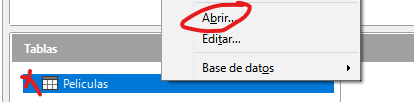 Abrir...
Editar...
Base de datos
Tablas
Peliculas